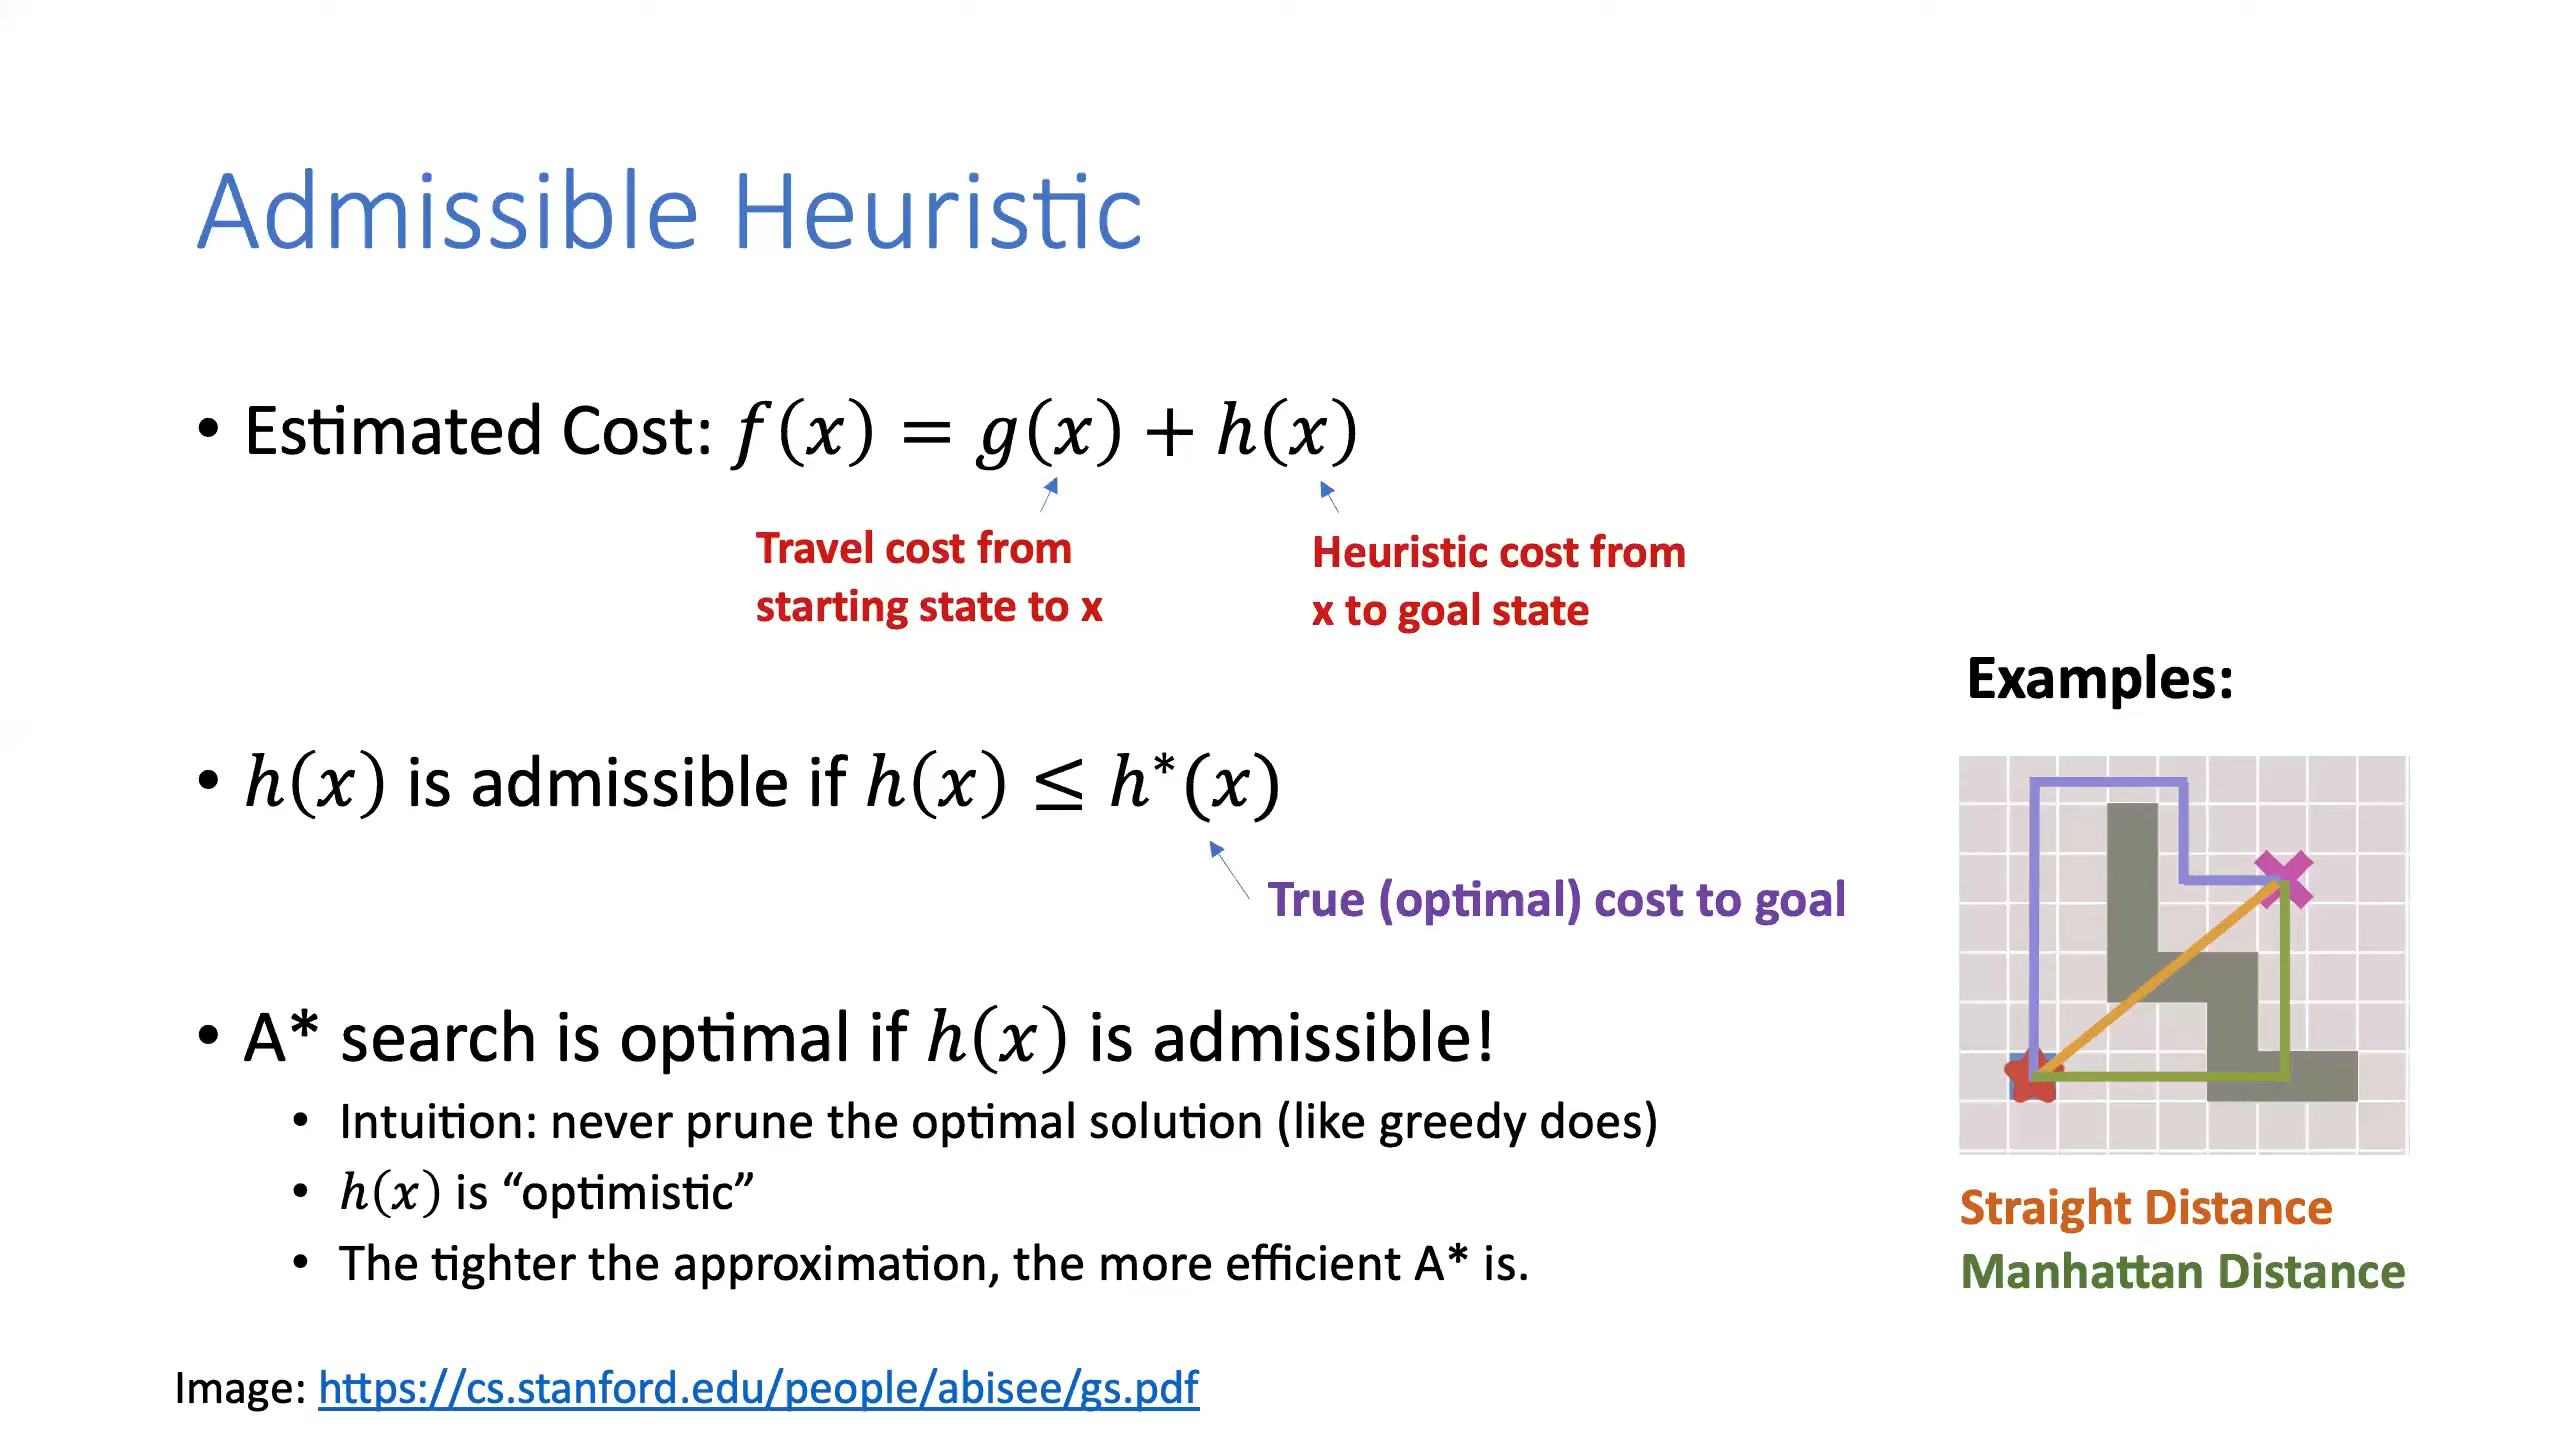 Admissible Heuristic
• Estimated Cost: f(x) = g(x) + h(x)
Travel cost from
starting state to x
Heuristic cost from
x to goal state
• h(x) is admissible if h(x) ≤ h*(x)
True (optimal) cost to goal
• A* search is optimal if h(x) is admissible!
• Intuition: never prune the optimal solution (like greedy does)
• h(x) is “optimistic”
• The tighter the approximation, the more efficient A* is.
Examples:
Straight Distance
Manhattan Distance
Image: https://cs.stanford.edu/people/abisee/gs.pdf